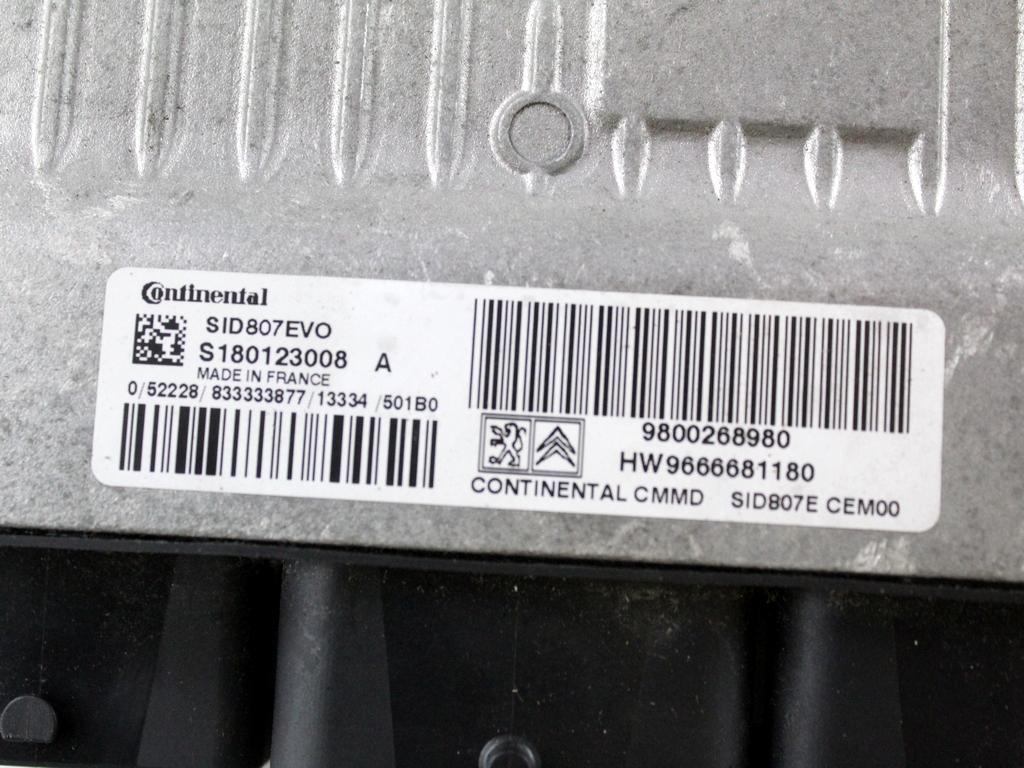 Continental
SID807EVO
S180123008 A
MADE IN FRANCE
0/52228/833333877/13334/501B0
9800268980
HW9666681180
CONTINENTAL CMMD SID807E CEM00